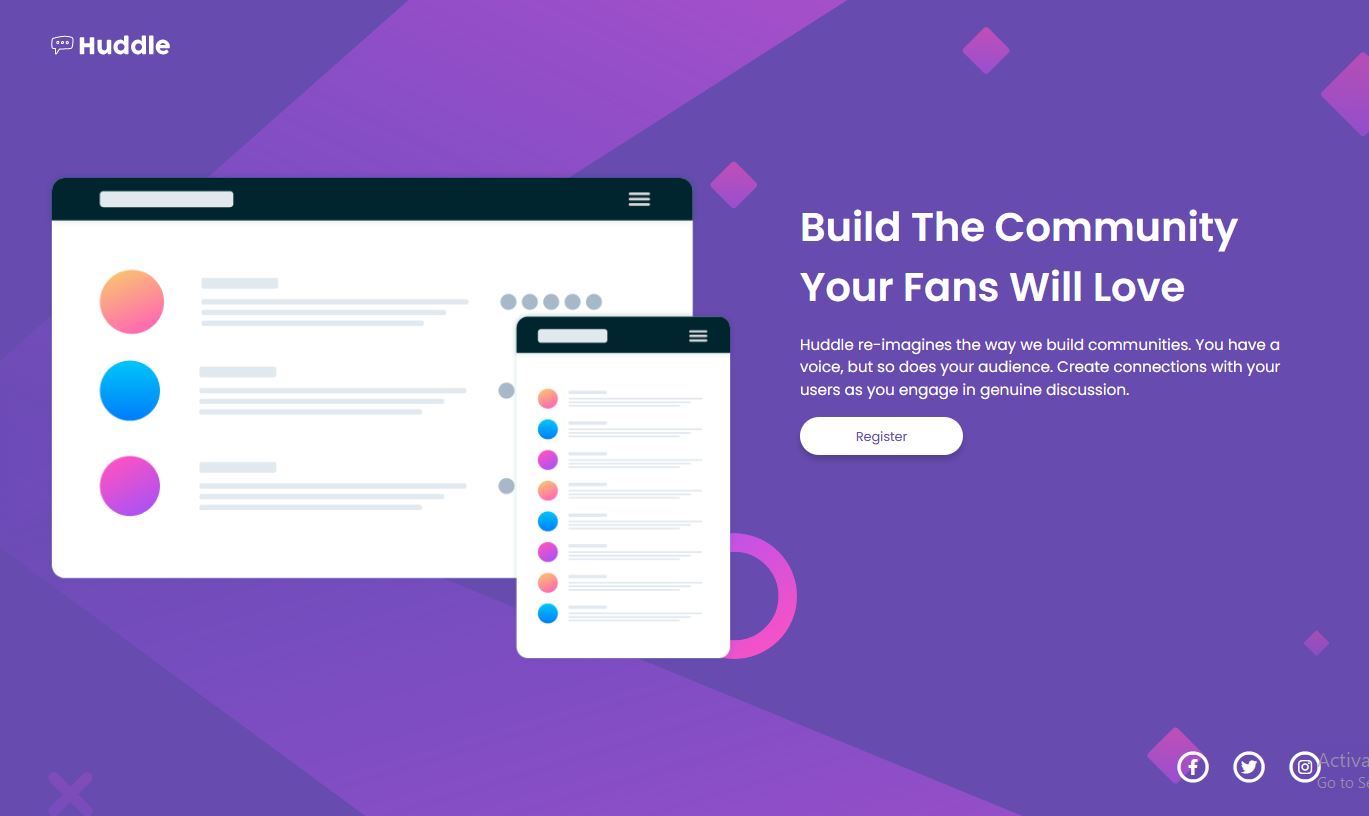 Huddle
Build The Community
Your Fans Will Love
Huddle re-imagines the way we build communities. You have a
voice, but so does your audience. Create connections with your
users as you engage in genuine discussion.
Register
Activa
Go to Se